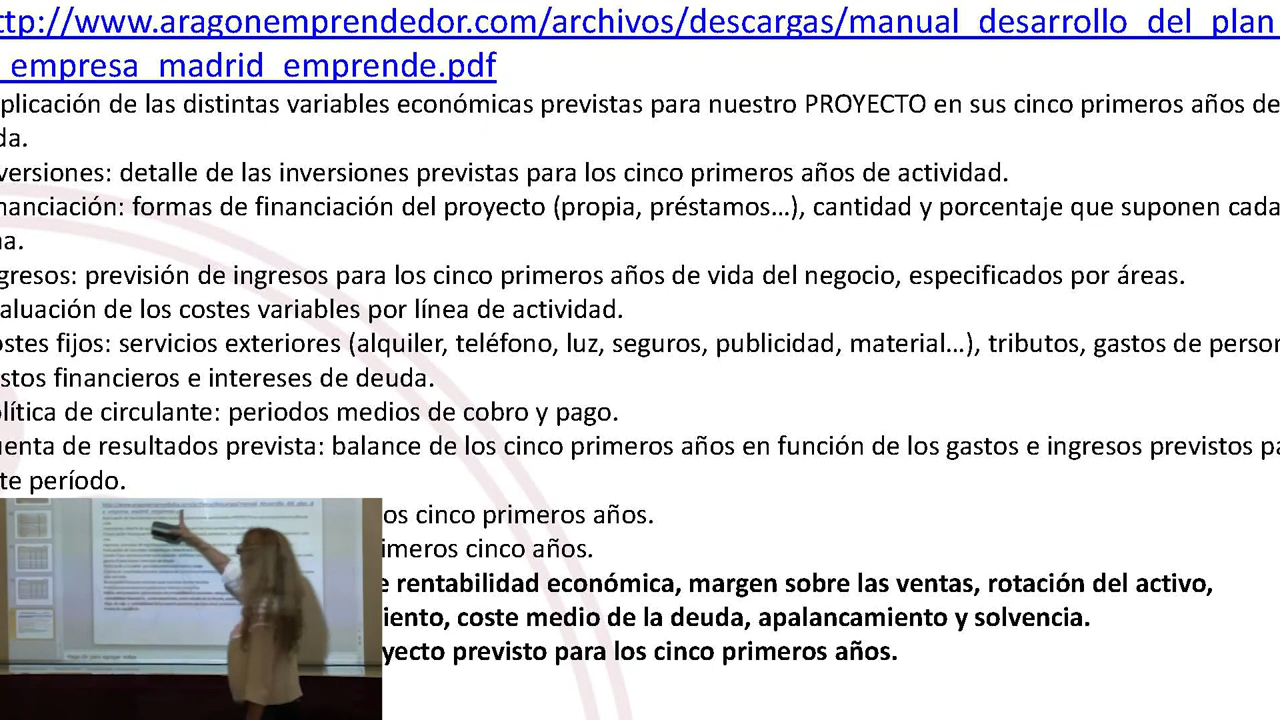 ttp://www.aragonemprendedor.com/archivos/descargas/manual_desarrollo_del_plan_
_empresa_madrid_emprende.pdf
plicación de las distintas variables económicas previstas para nuestro PROYECTO en sus cinco primeros años de
da.
versiones: detalle de las inversiones previstas para los cinco primeros años de actividad.
nanciación: formas de financiación del proyecto (propia, préstamos...), cantidad y porcentaje que suponen cada
na.
gresos: previsión de ingresos para los cinco primeros años de vida del negocio, especificados por áreas.
aluación de los costes variables por línea de actividad.
ostes fijos: servicios exteriores (alquiler, teléfono, luz, seguros, publicidad, material...), tributos, gastos de person
stos financieros e intereses de deuda.
olítica de circulante: periodos medios de cobro y pago.
uenta de resultados prevista: balance de los cinco primeros años en función de los gastos e ingresos previstos pa
te período.
os cinco primeros años.
imeros cinco años.
e rentabilidad económica, margen sobre las ventas, rotación del activo,
iento, coste medio de la deuda, apalancamiento y solvencia.
yecto previsto para los cinco primeros años.